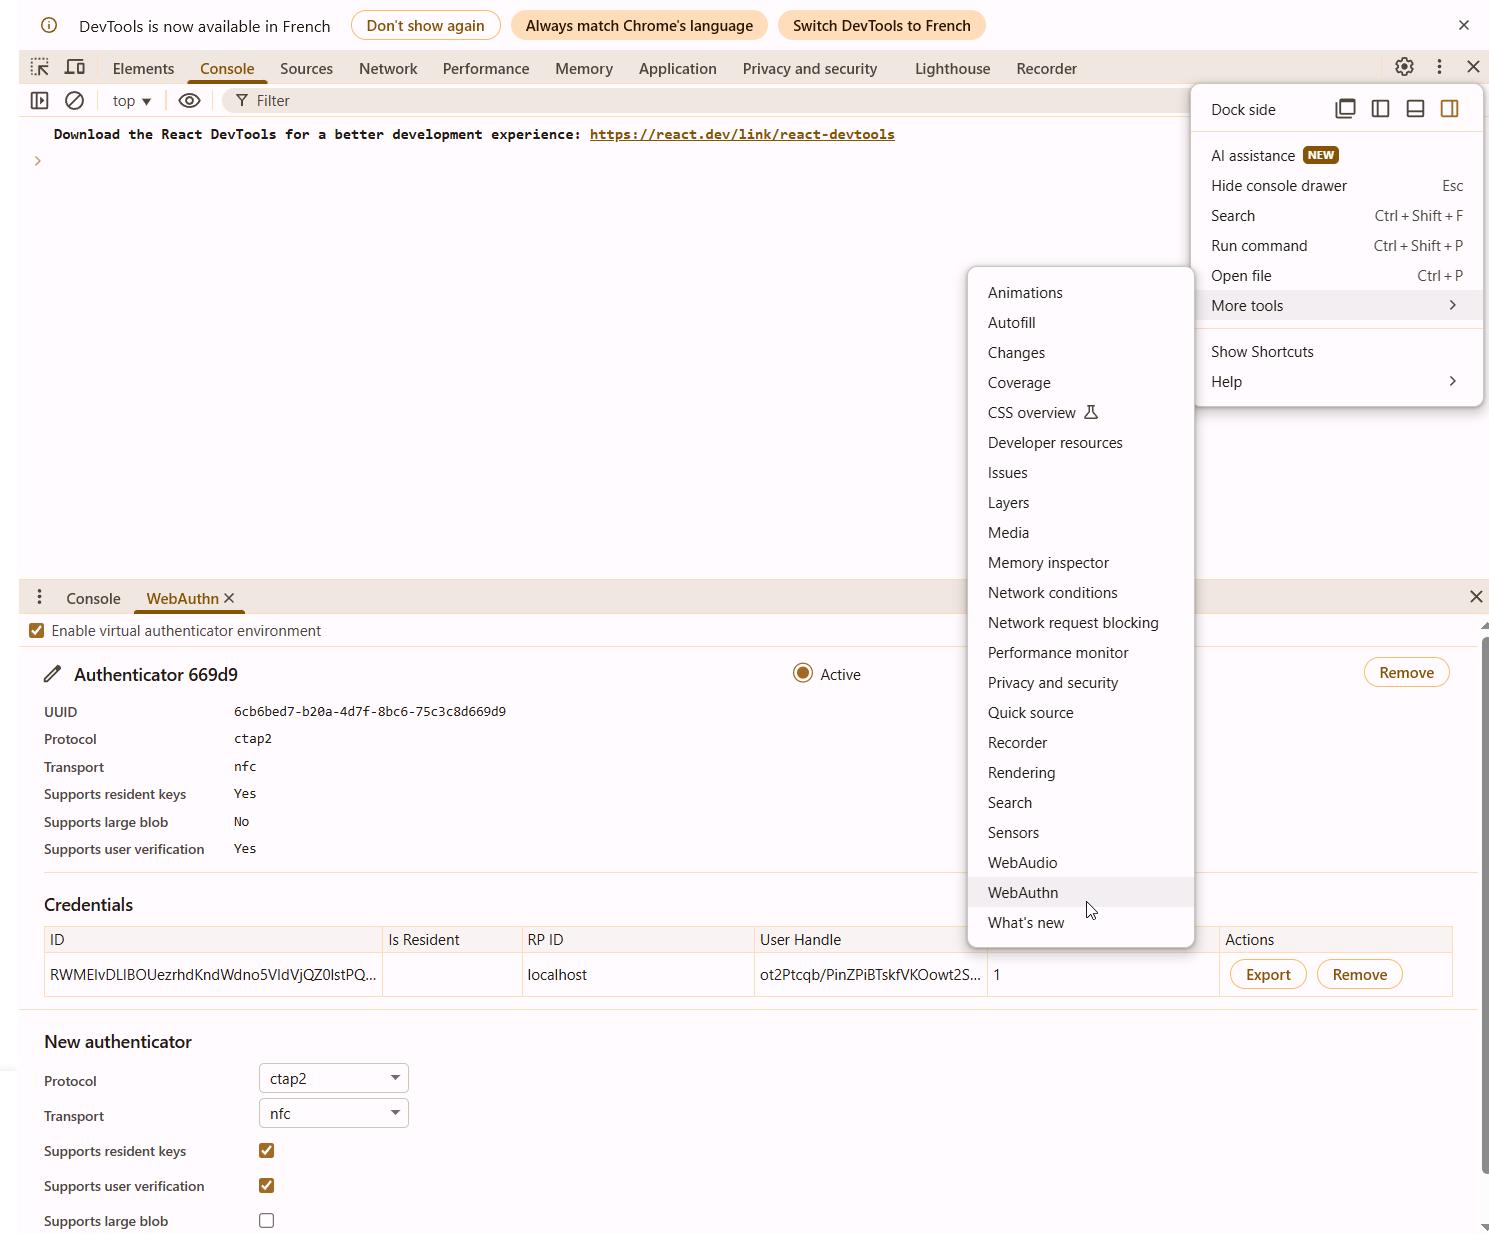 DevTools is now available in French Don't show again Always match Chrome's language Switch DevTools to French
Elements Console Sources Network Performance Memory Application Privacy and security Lighthouse Recorder
top Filter
Download the React DevTools for a better development experience: https://react.dev/link/react-devtools
Dock side
AI assistance NEW
Hide console drawer Esc
Search Ctrl + Shift + F
Run command Ctrl + Shift + P
Open file Ctrl + P
More tools
Show Shortcuts
Help
Animations
Autofill
Changes
Coverage
CSS overview
Developer resources
Issues
Layers
Media
Memory inspector
Network conditions
Network request blocking
Performance monitor
Privacy and security
Quick source
Recorder
Rendering
Search
Sensors
WebAudio
WebAuthn
What's new
Console WebAuthn
Enable virtual authenticator environment
Authenticator 669d9 Active Remove
UUID 6cb6bed7-b20a-4d7f-8bc6-75c3c8d669d9
Protocol ctap2
Transport nfc
Supports resident keys Yes
Supports large blob No
Supports user verification Yes
Credentials
ID Is Resident RP ID User Handle Actions
RWMEIvDLIBOUezrhdKndWdno5VIdVjQZ0lstPQ... localhost ot2Ptcqb/PinZPiBTskfVKOowt2S... 1 Export Remove
New authenticator
Protocol ctap2
Transport nfc
Supports resident keys
Supports user verification
Supports large blob